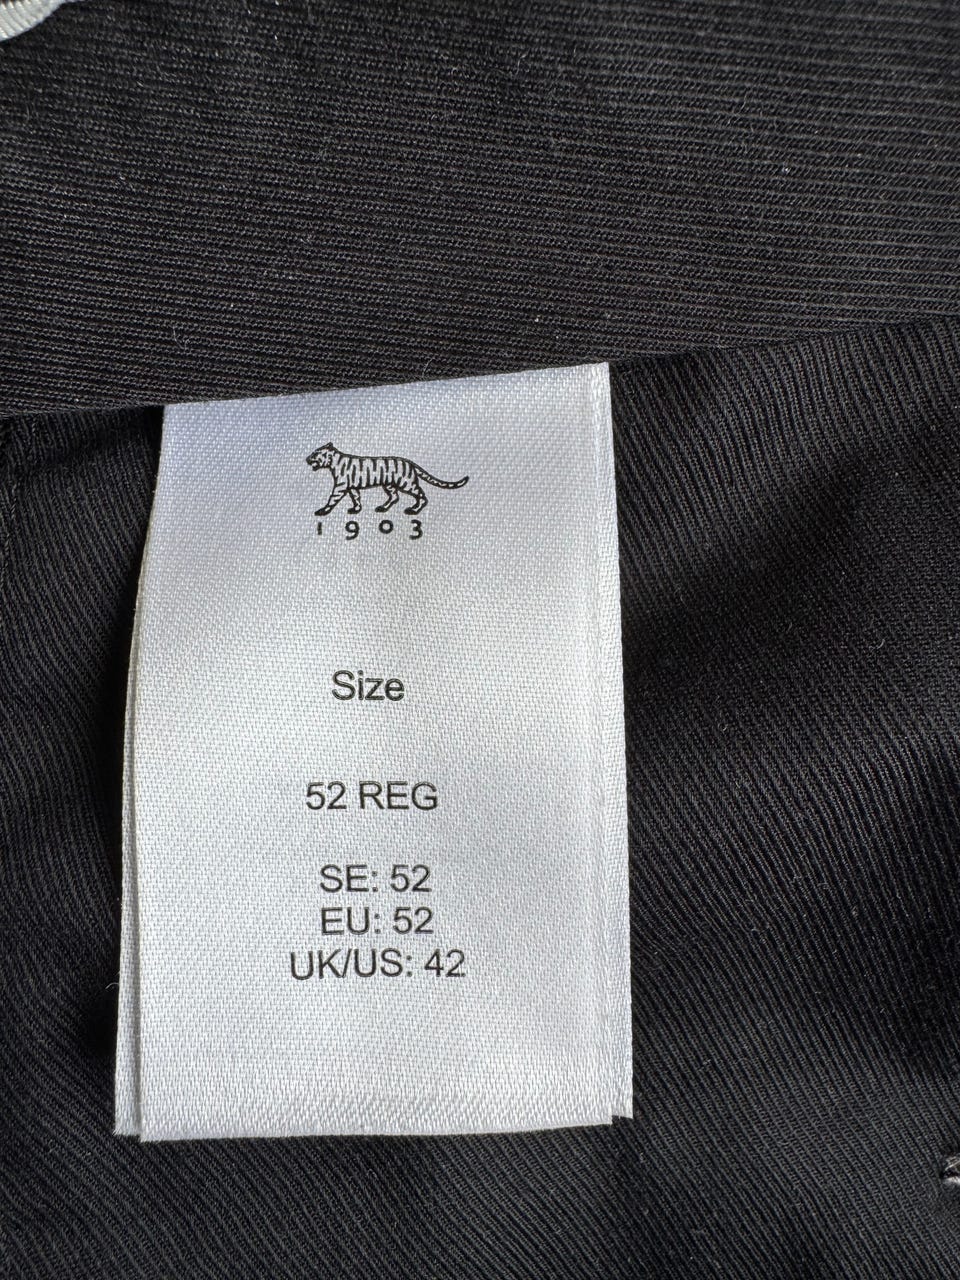 1903
Size
52 REG
SE: 52
EU: 52
UK/US: 42